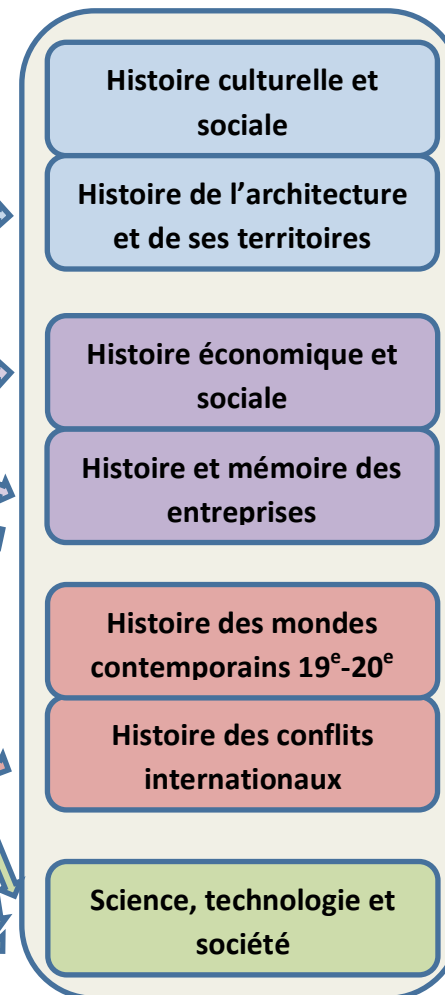 Histoire culturelle et
sociale
Histoire de l’architecture
et de ses territoires
Histoire économique et
sociale
Histoire et mémoire des
entreprises
Histoire des mondes
contemporains 19e-20e
Histoire des conflits
internationaux
Science, technologie et
société